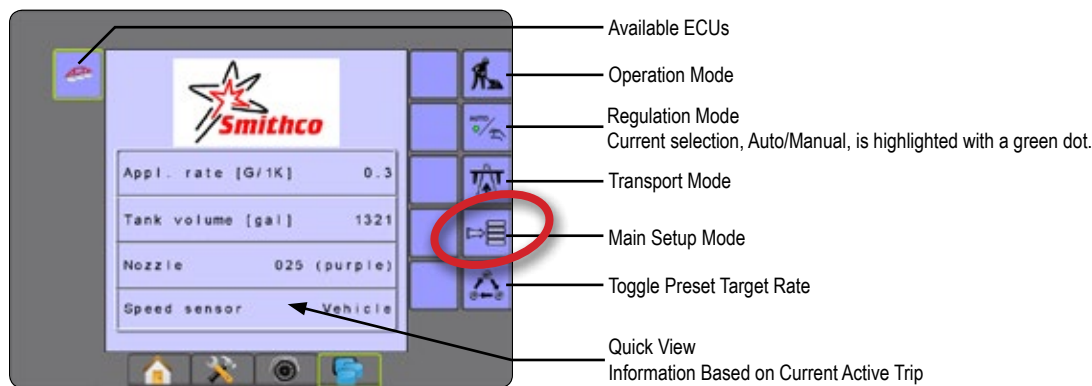 Available ECUs
Operation Mode
Regulation Mode
Current selection, Auto/Manual, is highlighted with a green dot.
Transport Mode
Main Setup Mode
Toggle Preset Target Rate
Quick View
Information Based on Current Active Trip
Smithco
Appl. rate [G/1K] 0.3
Tank volume [gal] 1321
Nozzle 025 (purple)
Speed sensor Vehicle
AUTO